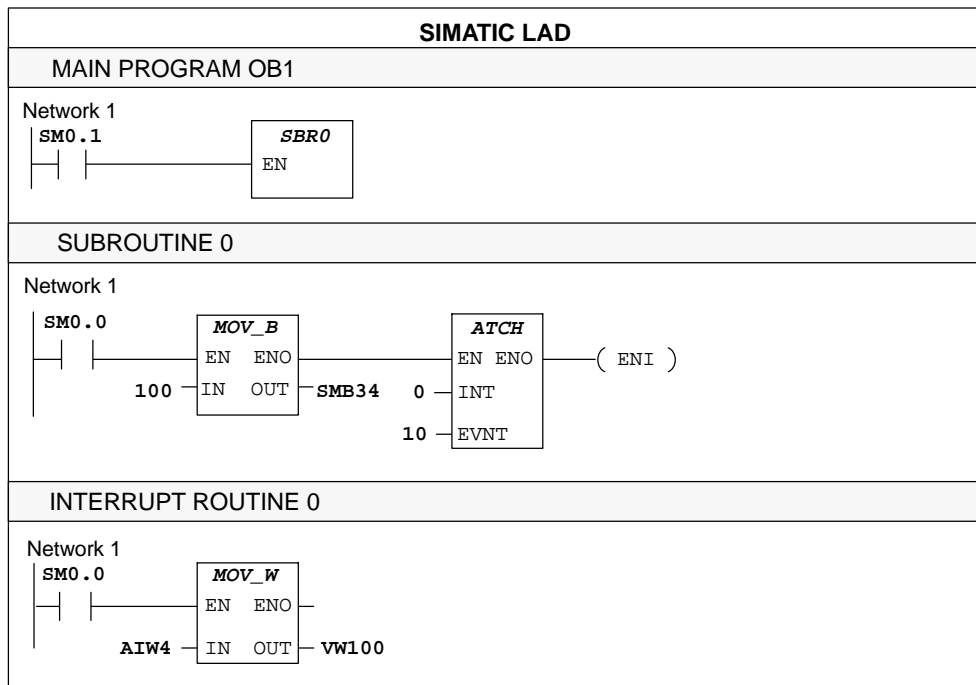 SIMATIC LAD
MAIN PROGRAM OB1
Network 1
SM0.1
SBR0
EN
SUBROUTINE 0
Network 1
SM0.0
MOV_B
ATCH
EN ENO
EN ENO
( ENI )
100
IN OUT
SMB34
0
INT
10
EVNT
INTERRUPT ROUTINE 0
Network 1
SM0.0
MOV_W
EN ENO
AIW4
IN OUT
VW100